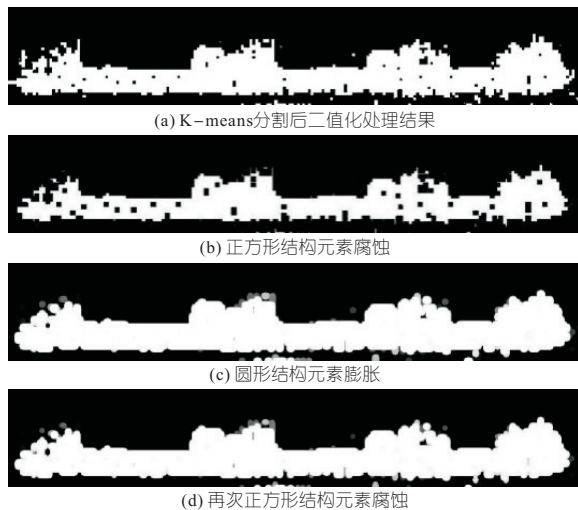 (a) K-means分割后二值化处理结果
(b) 正方形结构元素腐蚀
(c) 圆形结构元素膨胀
(d) 再次正方形结构元素腐蚀